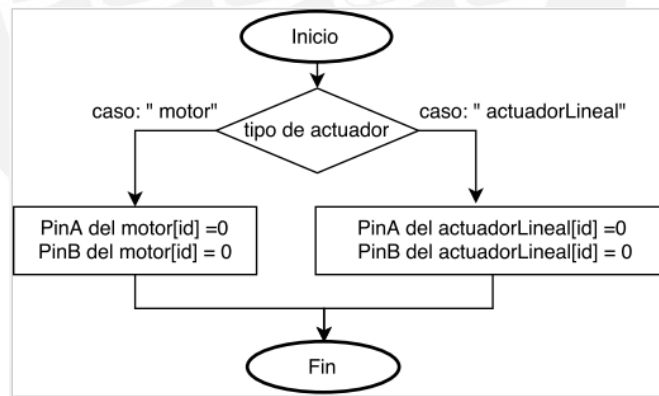 Inicio
caso: " motor"
tipo de actuador
caso: " actuadorLineal"
PinA del motor[id] =0
PinB del motor[id] = 0
PinA del actuadorLineal[id] =0
PinB del actuadorLineal[id] = 0
Fin